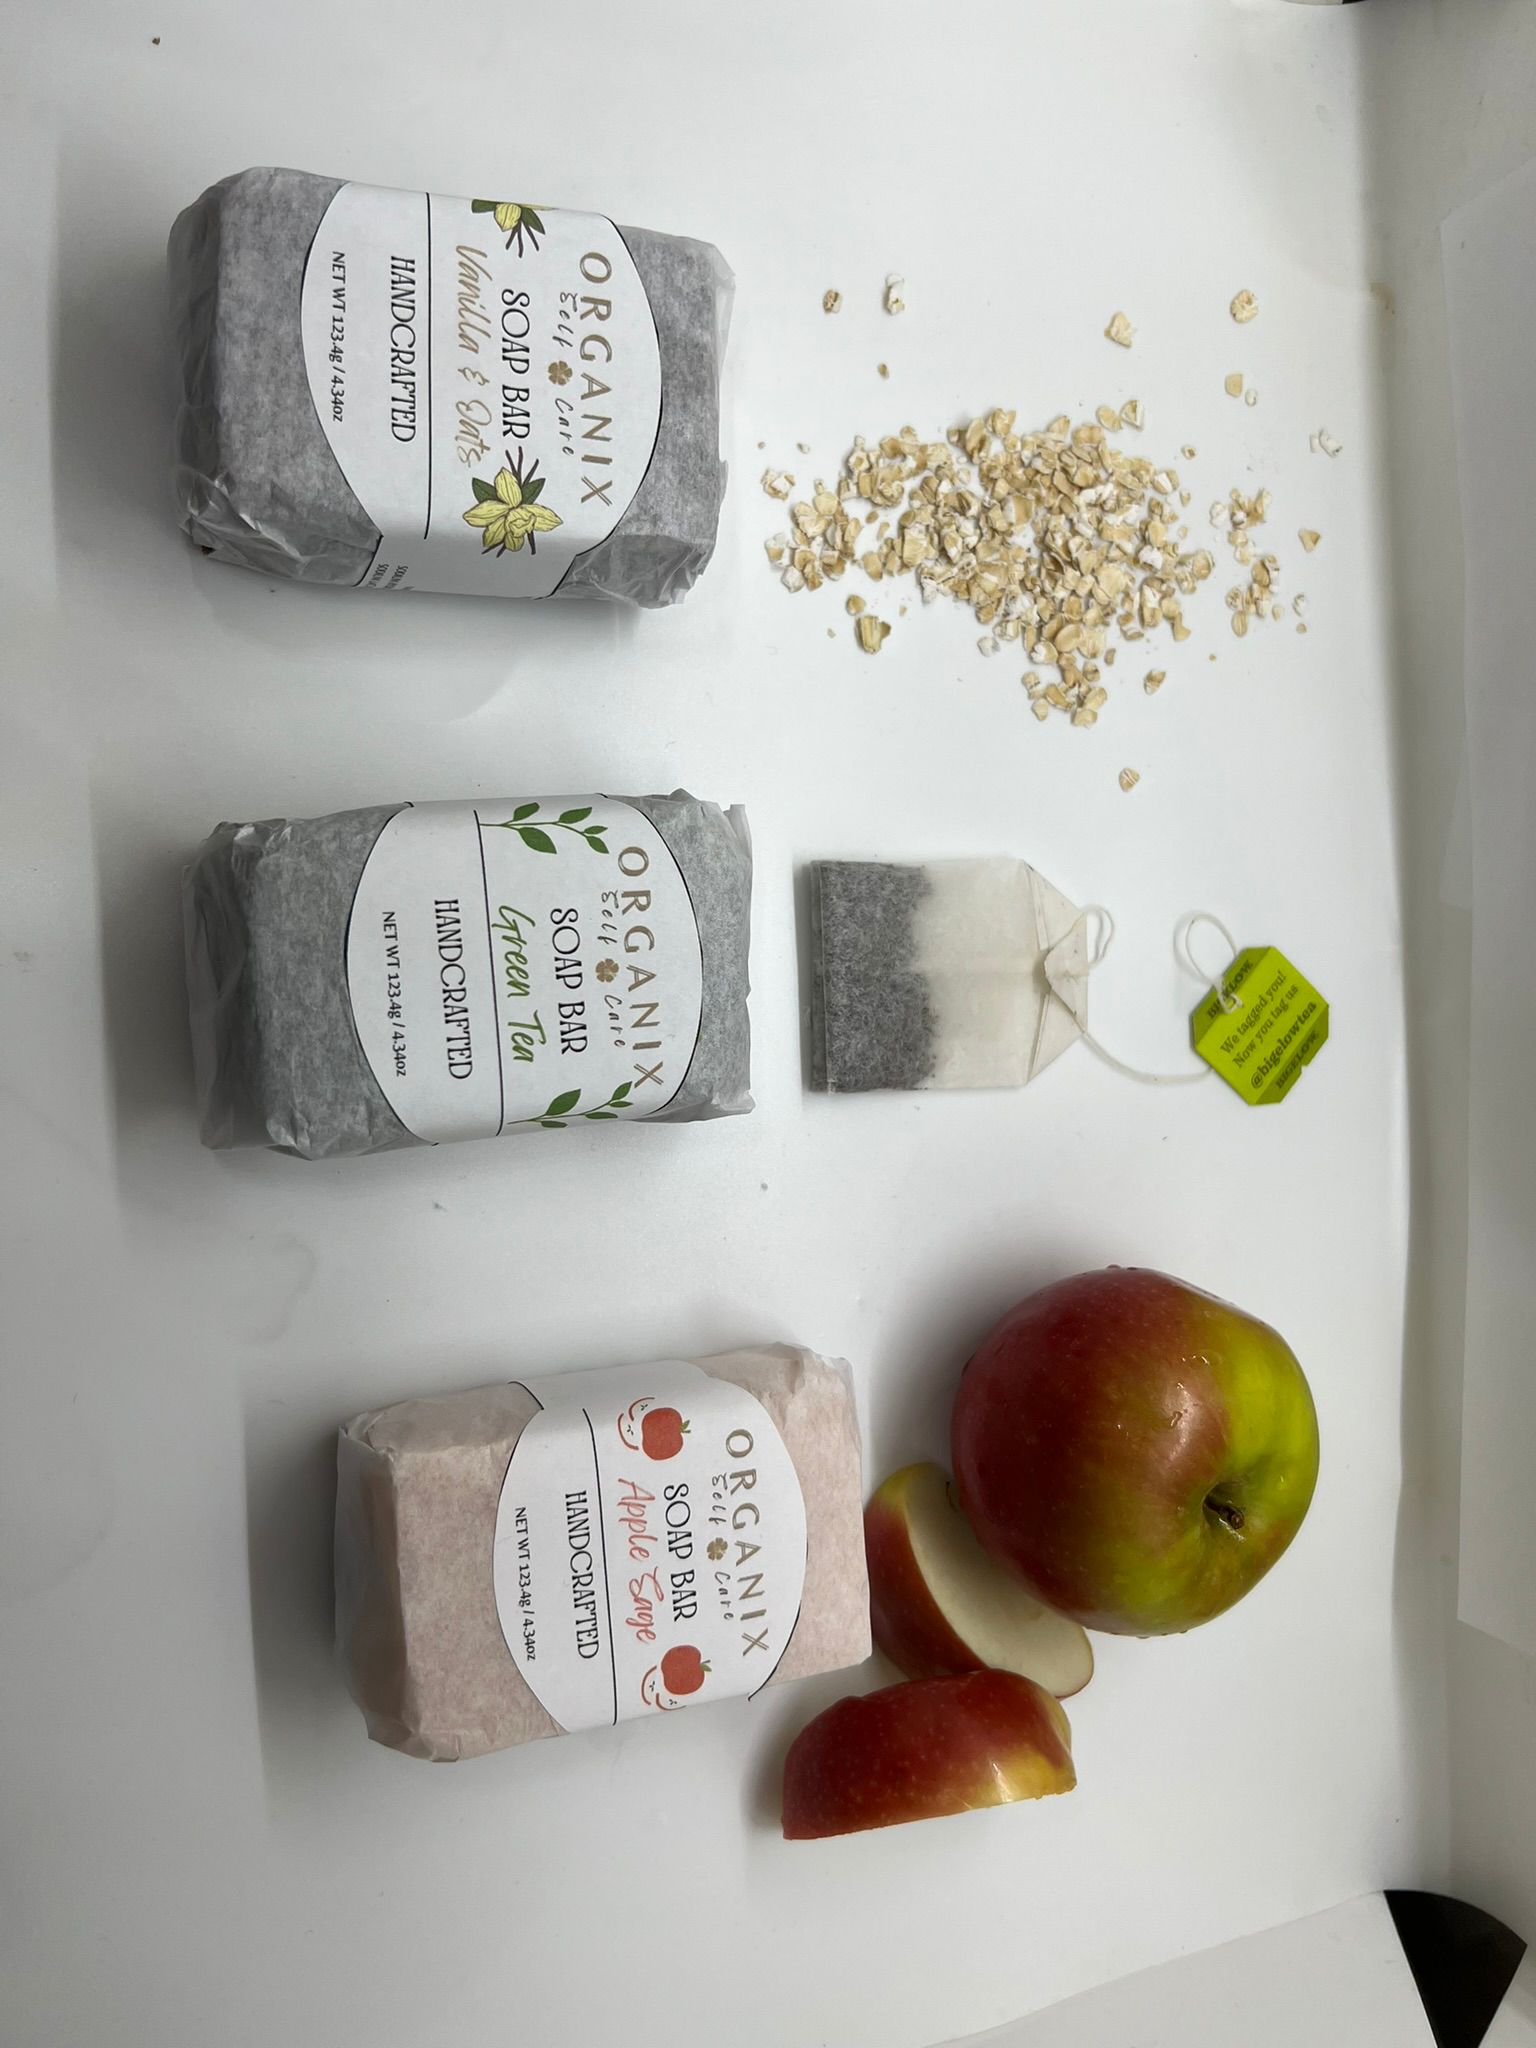 ORGANIX
Self Care
SOAP BAR
Vanilla & Oats
HANDCRAFTED
NET WT 123.4g / 4.34oz
ORGANIX
Self Care
SOAP BAR
Green Tea
HANDCRAFTED
NET WT 123.4g / 4.34oz
ORGANIX
Self Care
SOAP BAR
Apple Sage
HANDCRAFTED
NET WT 123.4g / 4.34oz
BIGELOW
We tagged you!
Now you tag us
@bigelowtea
BIGELOW